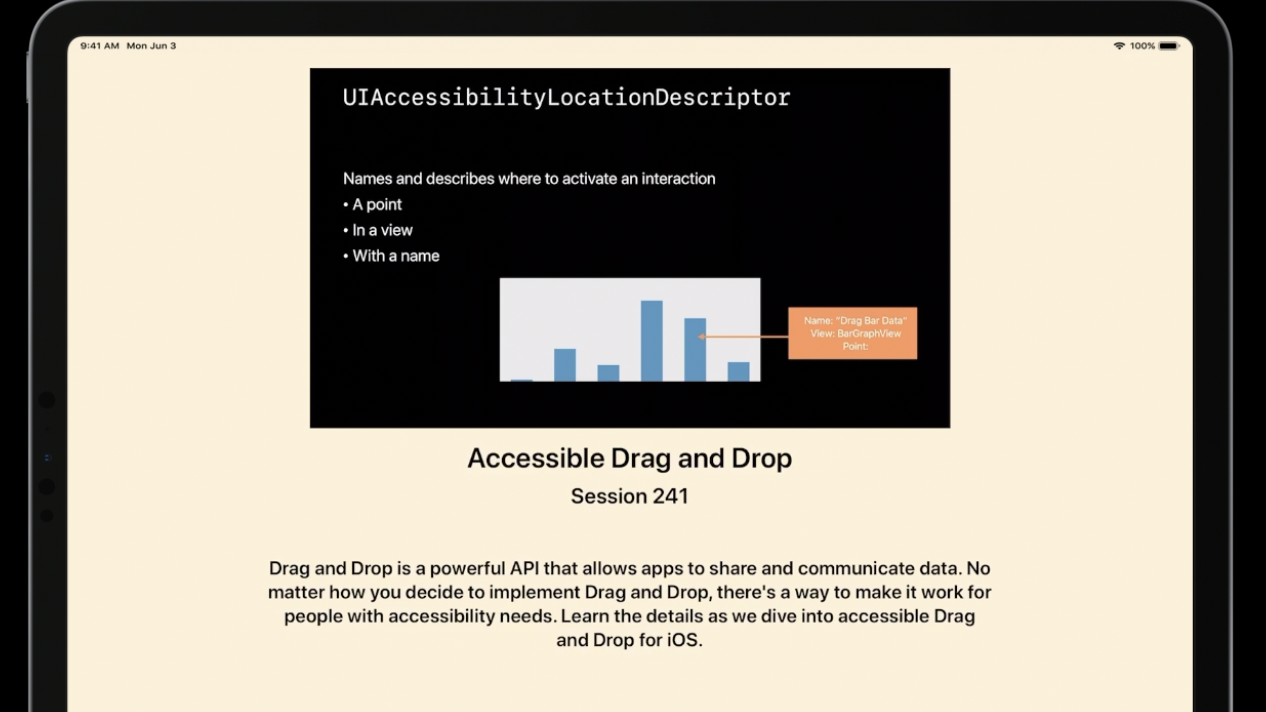 9:41 AM Mon Jun 3
100%
UIAccessibilityLocationDescriptor
Names and describes where to activate an interaction
• A point
• In a view
• With a name
Name: "Drag Bar Data"
View: BarGraphView
Point:
Accessible Drag and Drop
Session 241
Drag and Drop is a powerful API that allows apps to share and communicate data. No
matter how you decide to implement Drag and Drop, there's a way to make it work for
people with accessibility needs. Learn the details as we dive into accessible Drag
and Drop for iOS.